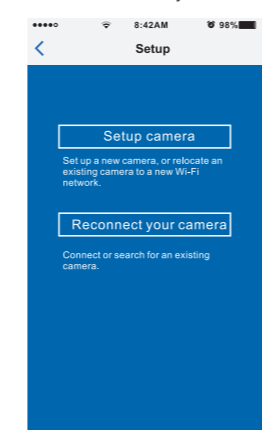 8:42AM 98%
Setup
Setup camera
Set up a new camera, or relocate an
existing camera to a new Wi-Fi
network.
Reconnect your camera
Connect or search for an existing
camera.